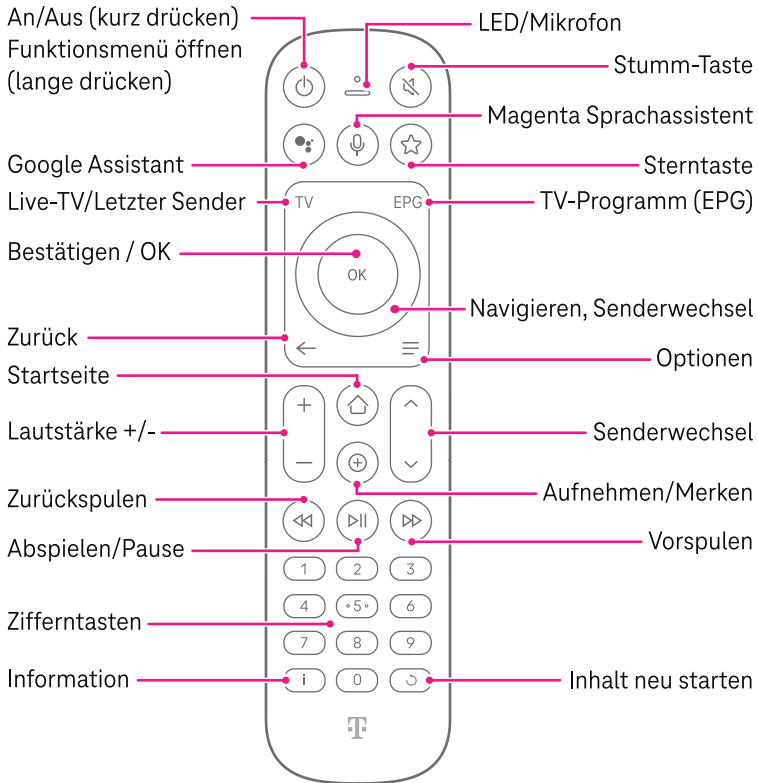 An/Aus (kurz drücken)
Funktionsmenü öffnen
(lange drücken)
LED/Mikrofon
Stumm-Taste
Magenta Sprachassistent
Google Assistant
Sterntaste
Live-TV/Letzter Sender
TV
EPG
TV-Programm (EPG)
Bestätigen / OK
OK
Navigieren, Senderwechsel
Zurück
Optionen
Startseite
Lautstärke +/-
+
−
Senderwechsel
Aufnehmen/Merken
Zurückspulen
Abspielen/Pause
Vorspulen
1 2 3
4 5 6
Zifferntasten
7 8 9
Information
i 0
Inhalt neu starten
T